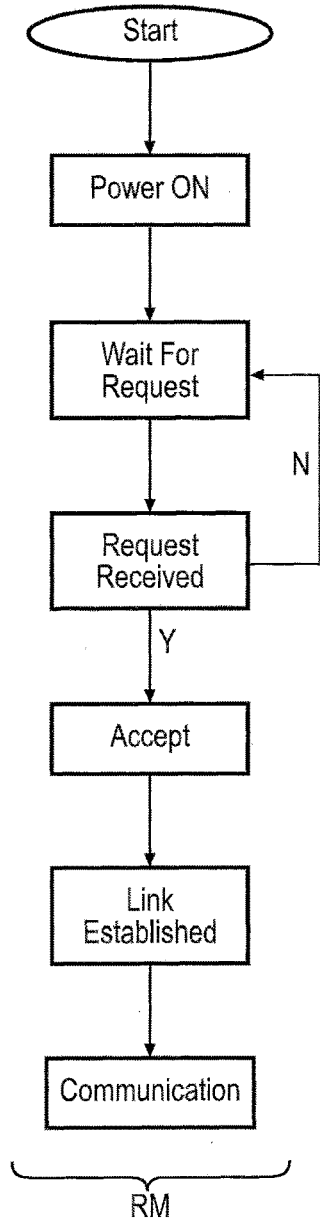 Start
Power ON
Wait For
Request
N
Request
Received
Y
Accept
Link
Established
Communication
RM